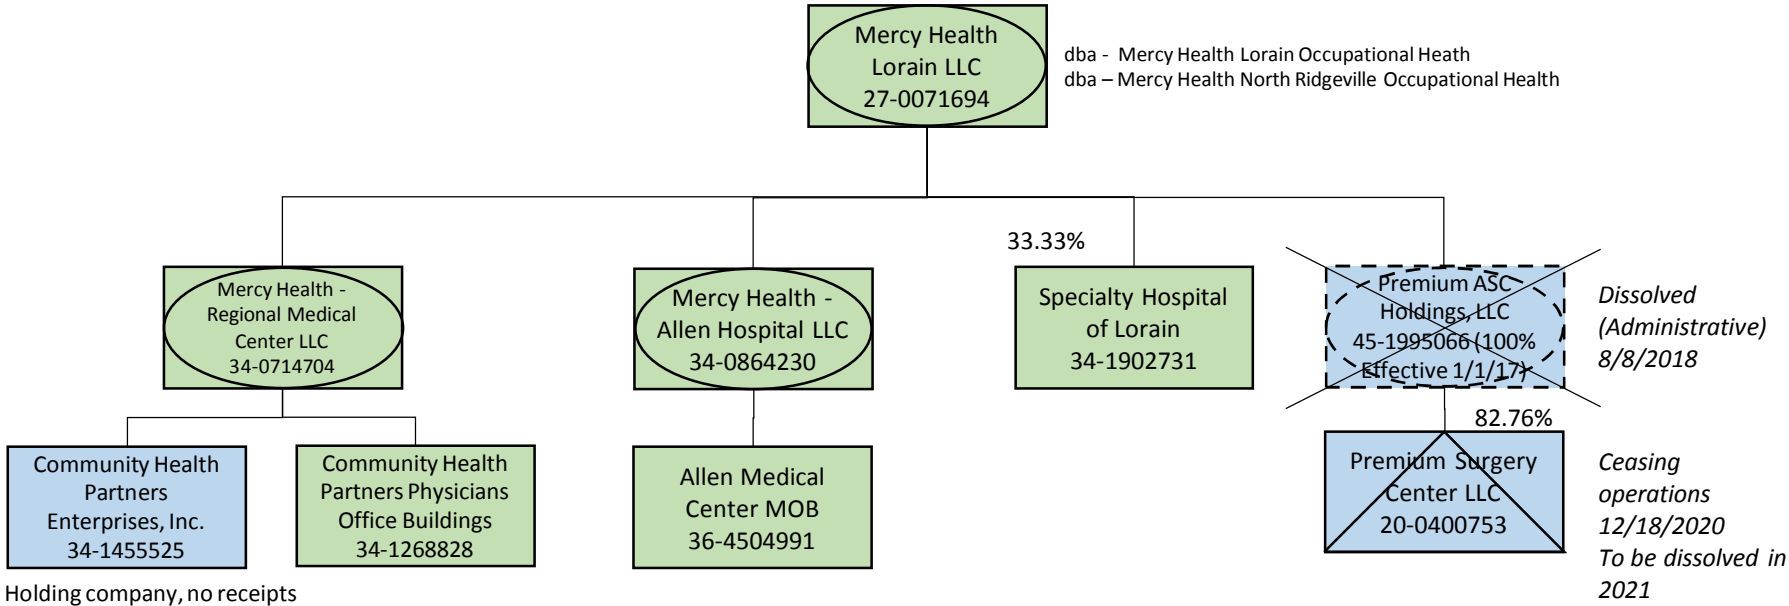 Mercy Health
Lorain LLC
27-0071694
dba -  Mercy Health Lorain Occupational Heath
dba – Mercy Health North Ridgeville Occupational Health
Mercy Health -
Regional Medical
Center LLC
34-0714704
Mercy Health -
Allen Hospital LLC
34-0864230
33.33%
Specialty Hospital
of Lorain
34-1902731
Premium ASC
Holdings, LLC
45-1995066 (100%
Effective 1/1/17)
Dissolved
(Administrative)
8/8/2018
Community Health
Partners
Enterprises, Inc.
34-1455525
Holding company, no receipts
Community Health
Partners Physicians
Office Buildings
34-1268828
Allen Medical
Center MOB
36-4504991
82.76%
Premium Surgery
Center LLC
20-0400753
Ceasing
operations
12/18/2020
To be dissolved in
2021